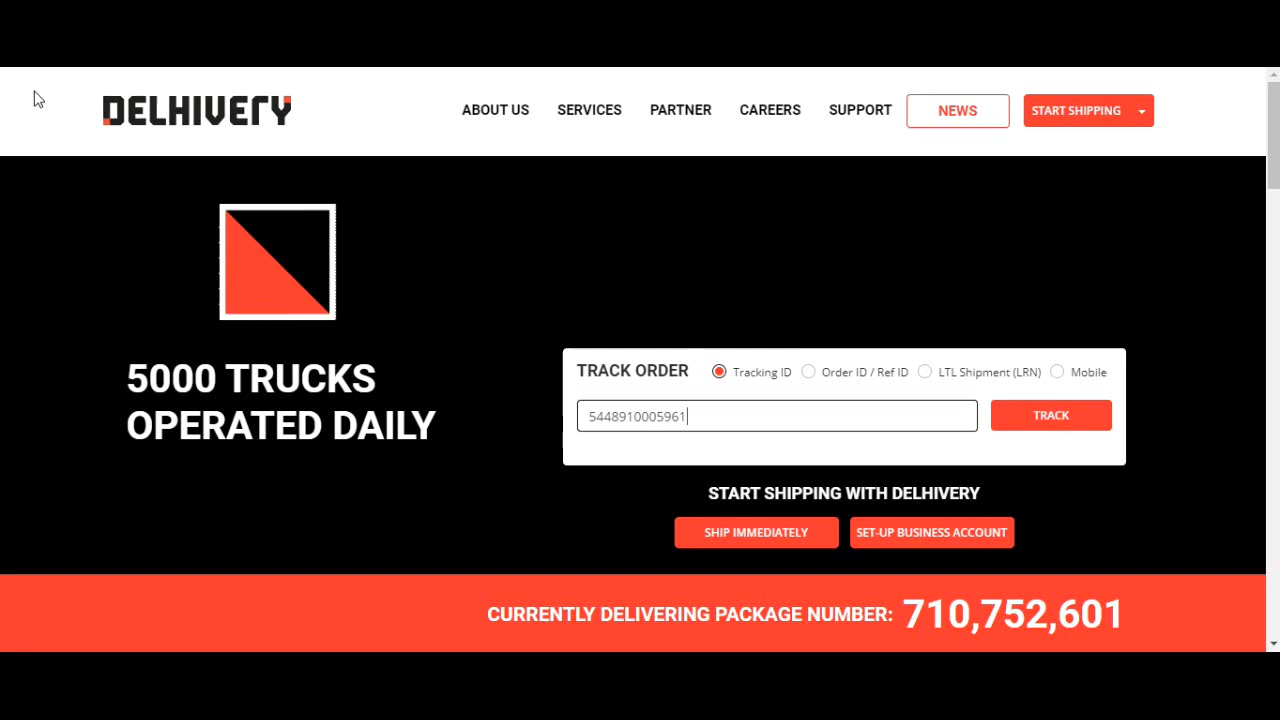 DELHIVERY
ABOUT US
SERVICES
PARTNER
CAREERS
SUPPORT
NEWS
START SHIPPING
5000 TRUCKS
OPERATED DAILY
TRACK ORDER
Tracking ID
Order ID / Ref ID
LTL Shipment (LRN)
Mobile
5448910005961
TRACK
START SHIPPING WITH DELHIVERY
SHIP IMMEDIATELY
SET-UP BUSINESS ACCOUNT
CURRENTLY DELIVERING PACKAGE NUMBER: 710,752,601